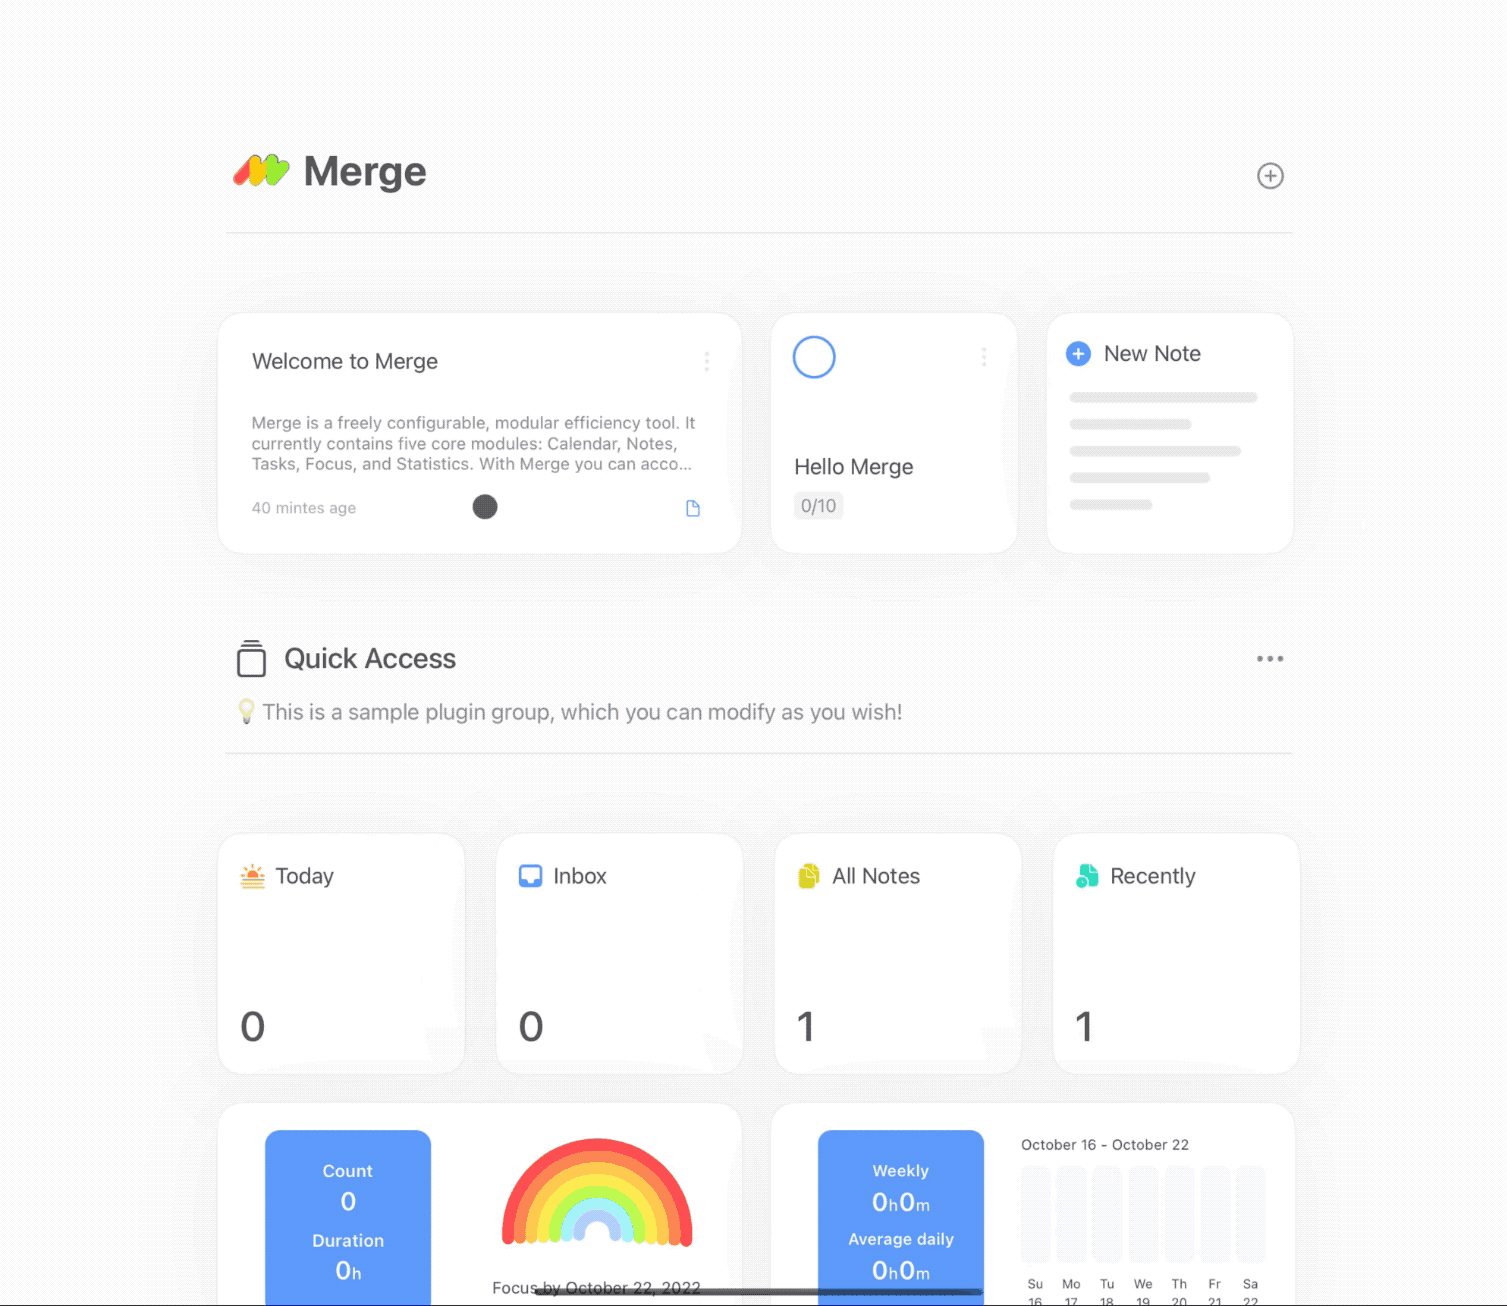 Merge
Welcome to Merge
Merge is a freely configurable, modular efficiency tool. It
currently contains five core modules: Calendar, Notes,
Tasks, Focus, and Statistics. With Merge you can acco...
40 mintes ago
Hello Merge
0/10
New Note
Quick Access
This is a sample plugin group, which you can modify as you wish!
Today
0
Inbox
0
All Notes
1
Recently
1
Count
0
Duration
0h
Focus by October 22, 2022
Weekly
0h0m
Average daily
0h0m
October 16 - October 22
Su Mo Tu We Th Fr Sa
16 17 18 19 20 21 22